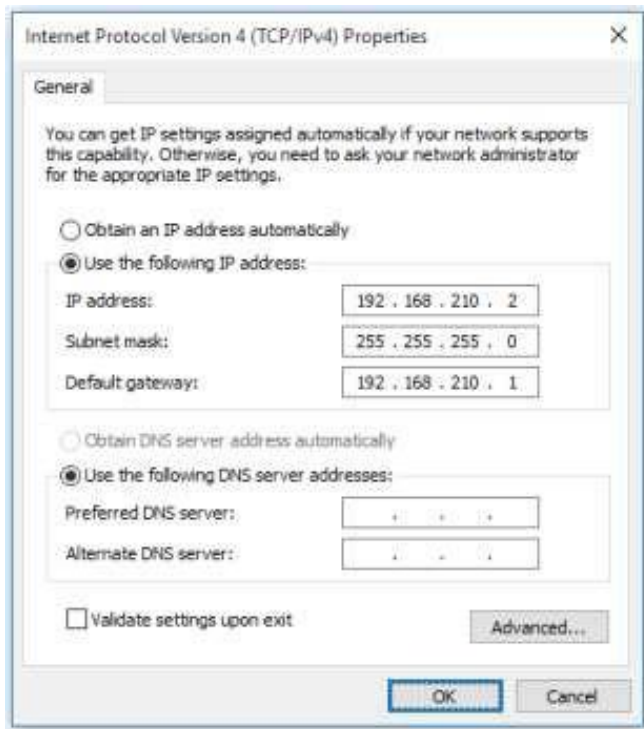 Internet Protocol Version 4 (TCP/IPv4) Properties
General
You can get IP settings assigned automatically if your network supports
this capability. Otherwise, you need to ask your network administrator
for the appropriate IP settings.
Obtain an IP address automatically
Use the following IP address:
IP address: 192 . 168 . 210 . 2
Subnet mask: 255 . 255 . 255 . 0
Default gateway: 192 . 168 . 210 . 1
Obtain DNS server address automatically
Use the following DNS server addresses:
Preferred DNS server: . . .
Alternate DNS server: . . .
Validate settings upon exit
Advanced...
OK Cancel